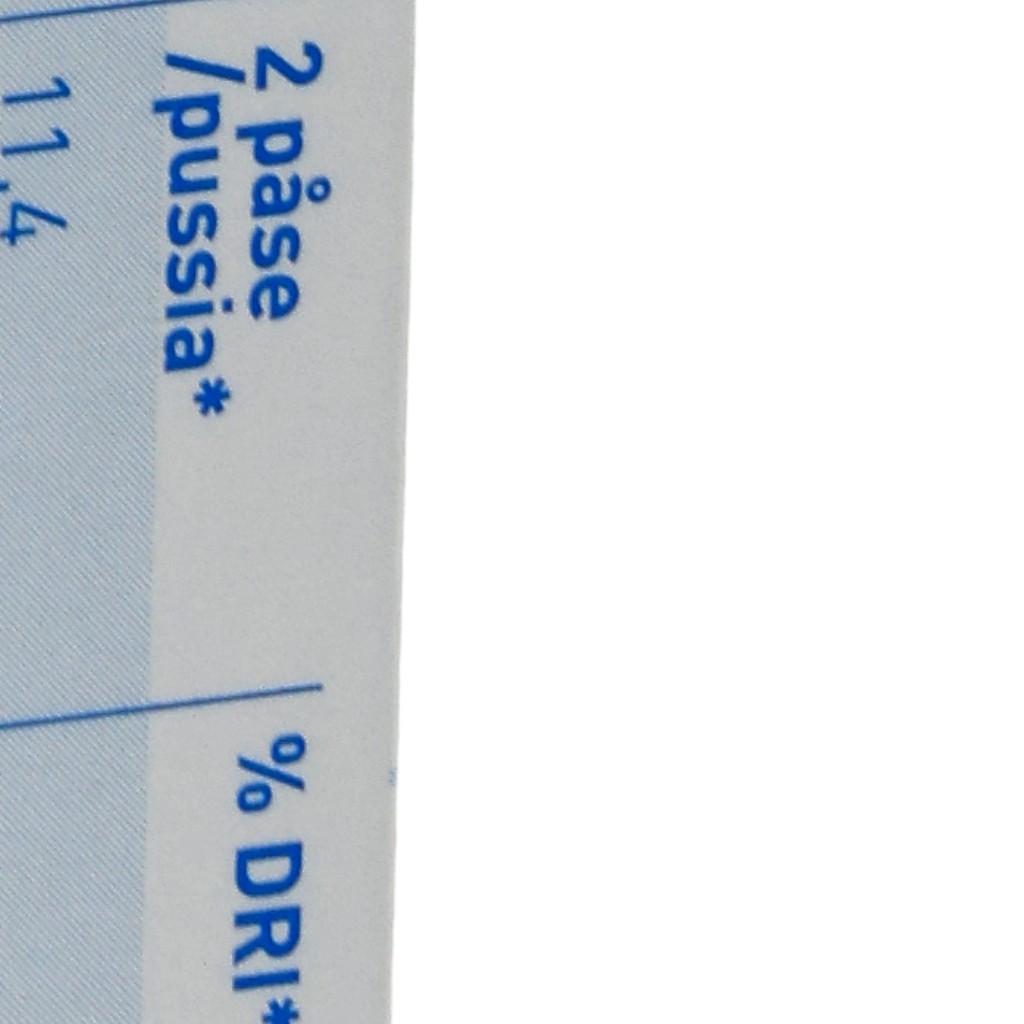 2 påse
/pussia*
% DRI*
11,4